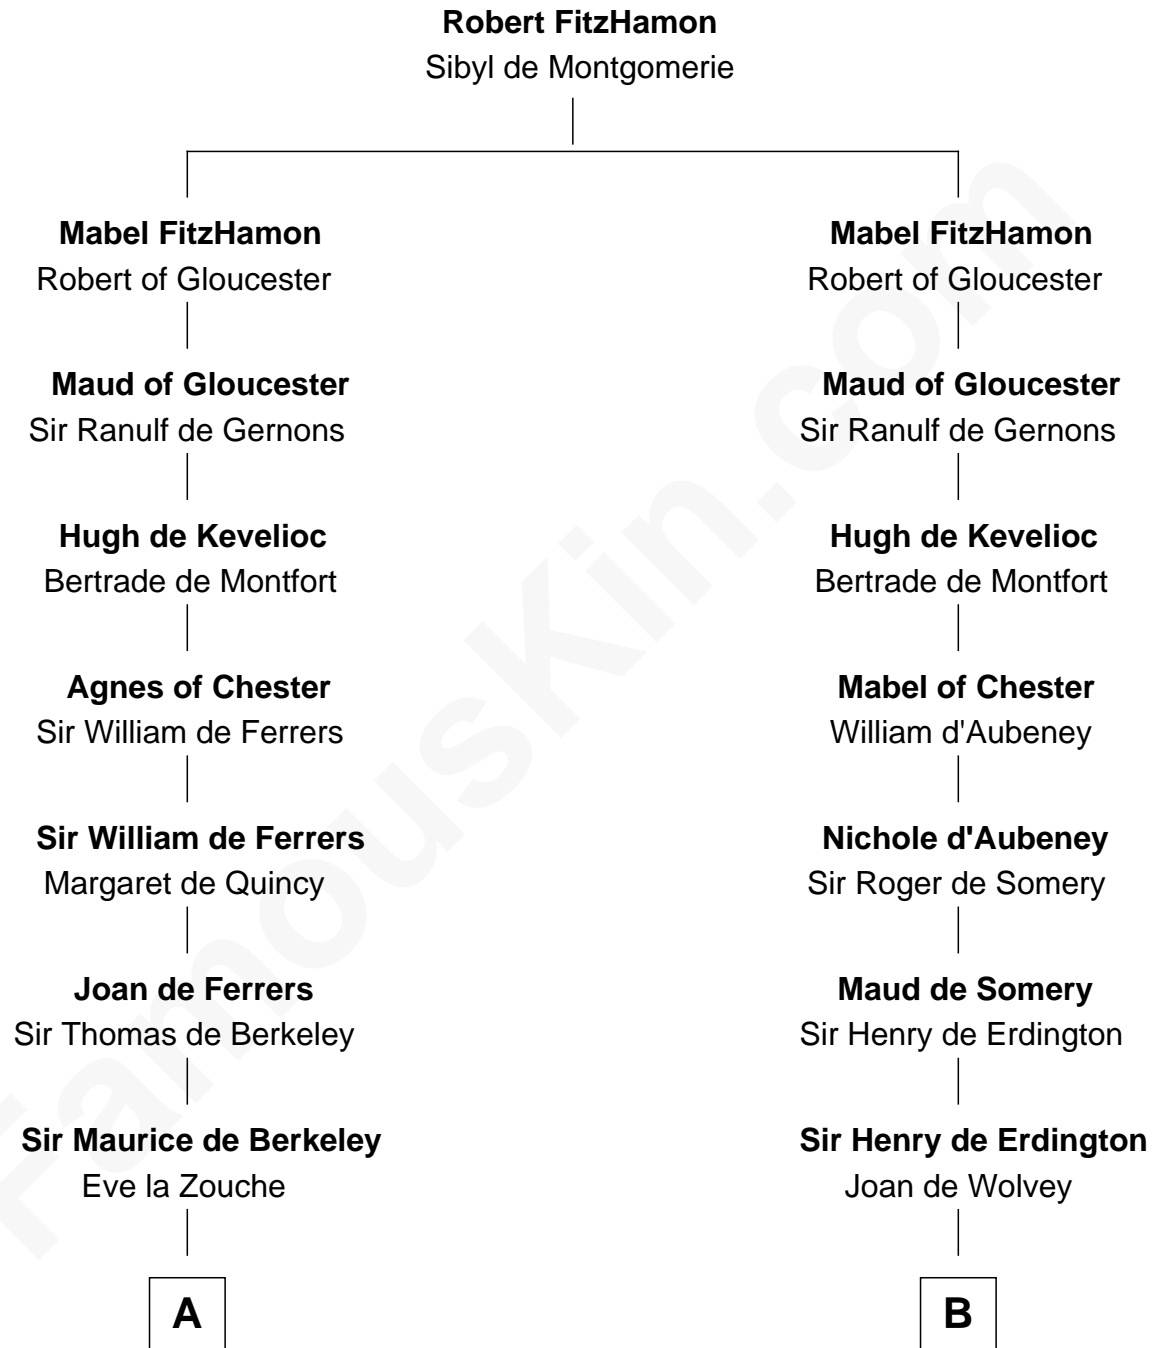 Robert FitzHamon
Sibyl de Montgomerie
Mabel FitzHamon
Robert of Gloucester
Maud of Gloucester
Sir Ranulf de Gernons
Hugh de Kevelioc
Bertrade de Montfort
Agnes of Chester
Sir William de Ferrers
Sir William de Ferrers
Margaret de Quincy
Joan de Ferrers
Sir Thomas de Berkeley
Sir Maurice de Berkeley
Eve la Zouche
A
Mabel FitzHamon
Robert of Gloucester
Maud of Gloucester
Sir Ranulf de Gernons
Hugh de Kevelioc
Bertrade de Montfort
Mabel of Chester
William d'Aubeney
Nichole d'Aubeney
Sir Roger de Somery
Maud de Somery
Sir Henry de Erdington
Sir Henry de Erdington
Joan de Wolvey
B
FamousKin.com